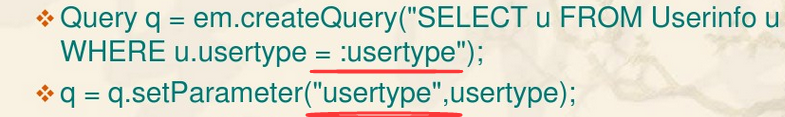 ❖ Query q = em.createQuery("SELECT u FROM Userinfo u
WHERE u.usertype = :usertype");
❖ q = q.setParameter("usertype",usertype);